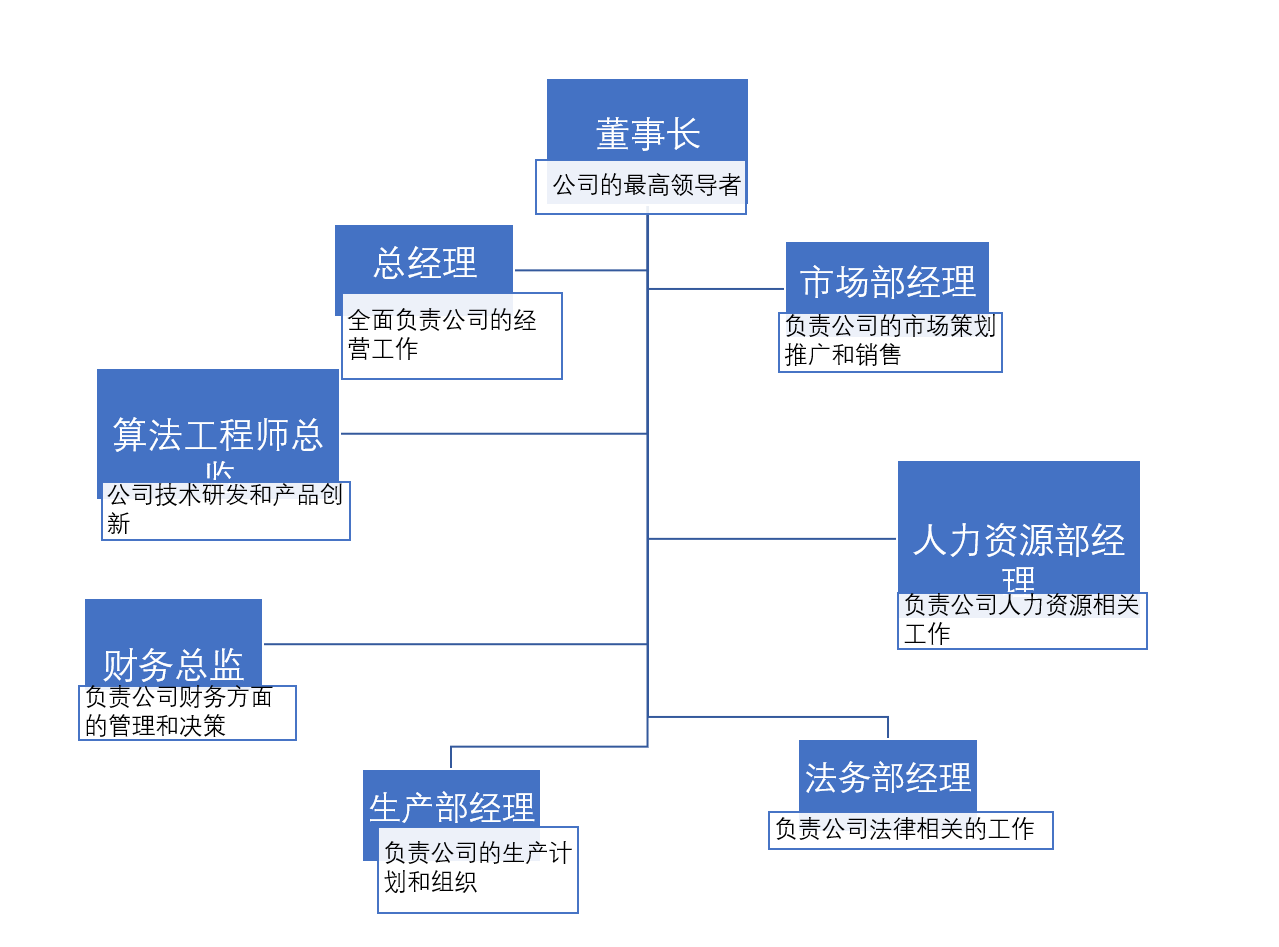 董事长
公司的最高领导者
总经理
全面负责公司的经
营工作
市场部经理
负责公司的市场策划
推广和销售
算法工程师总
监
公司技术研发和产品创
新
人力资源部经
理
负责公司人力资源相关
工作
财务总监
负责公司财务方面
的管理和决策
生产部经理
负责公司的生产计
划和组织
法务部经理
负责公司法律相关的工作